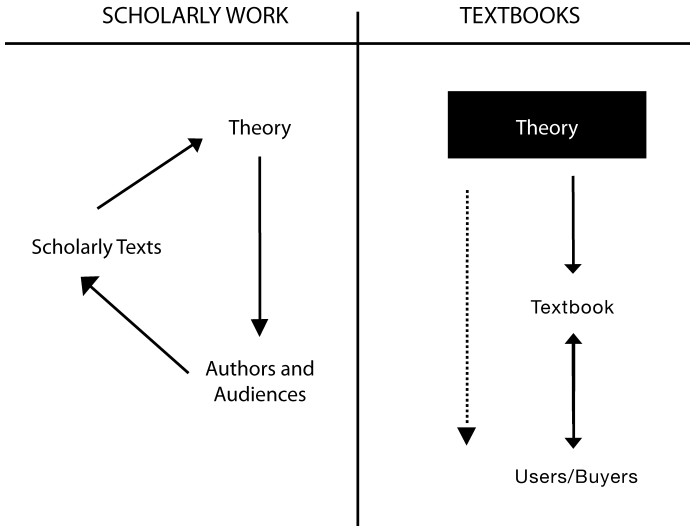 SCHOLARLY WORK
TEXTBOOKS
Theory
Scholarly Texts
Authors and
Audiences
Theory
Textbook
Users/Buyers